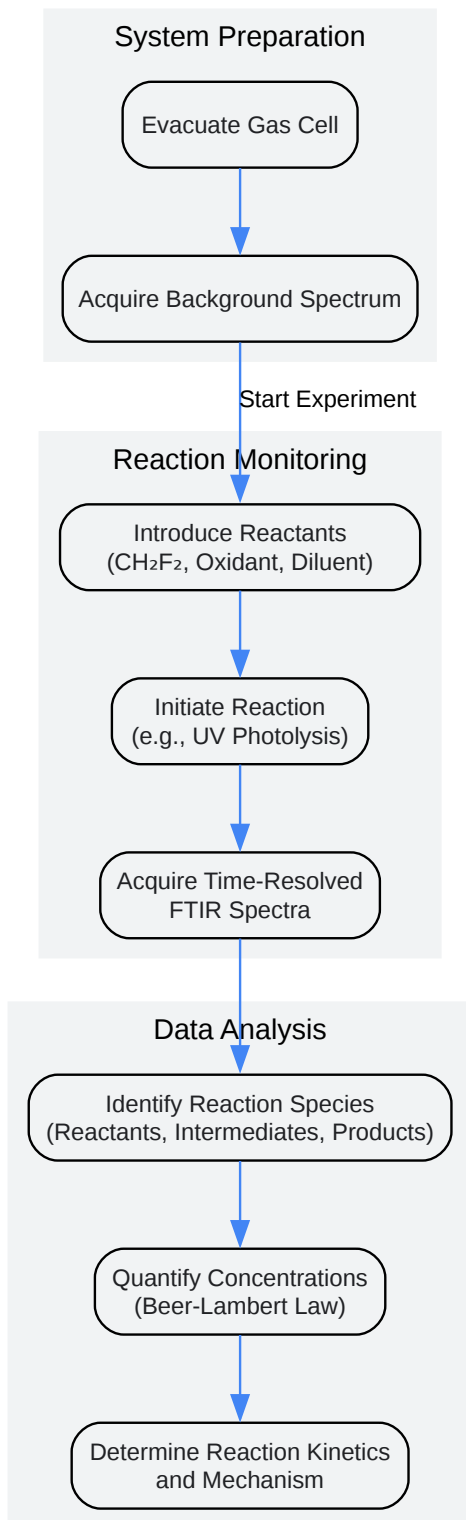 System Preparation
Evacuate Gas Cell
Acquire Background Spectrum
Start Experiment
Reaction Monitoring
Introduce Reactants
(CH₂F₂, Oxidant, Diluent)
Initiate Reaction
(e.g., UV Photolysis)
Acquire Time-Resolved
FTIR Spectra
Data Analysis
Identify Reaction Species
(Reactants, Intermediates, Products)
Quantify Concentrations
(Beer-Lambert Law)
Determine Reaction Kinetics
and Mechanism